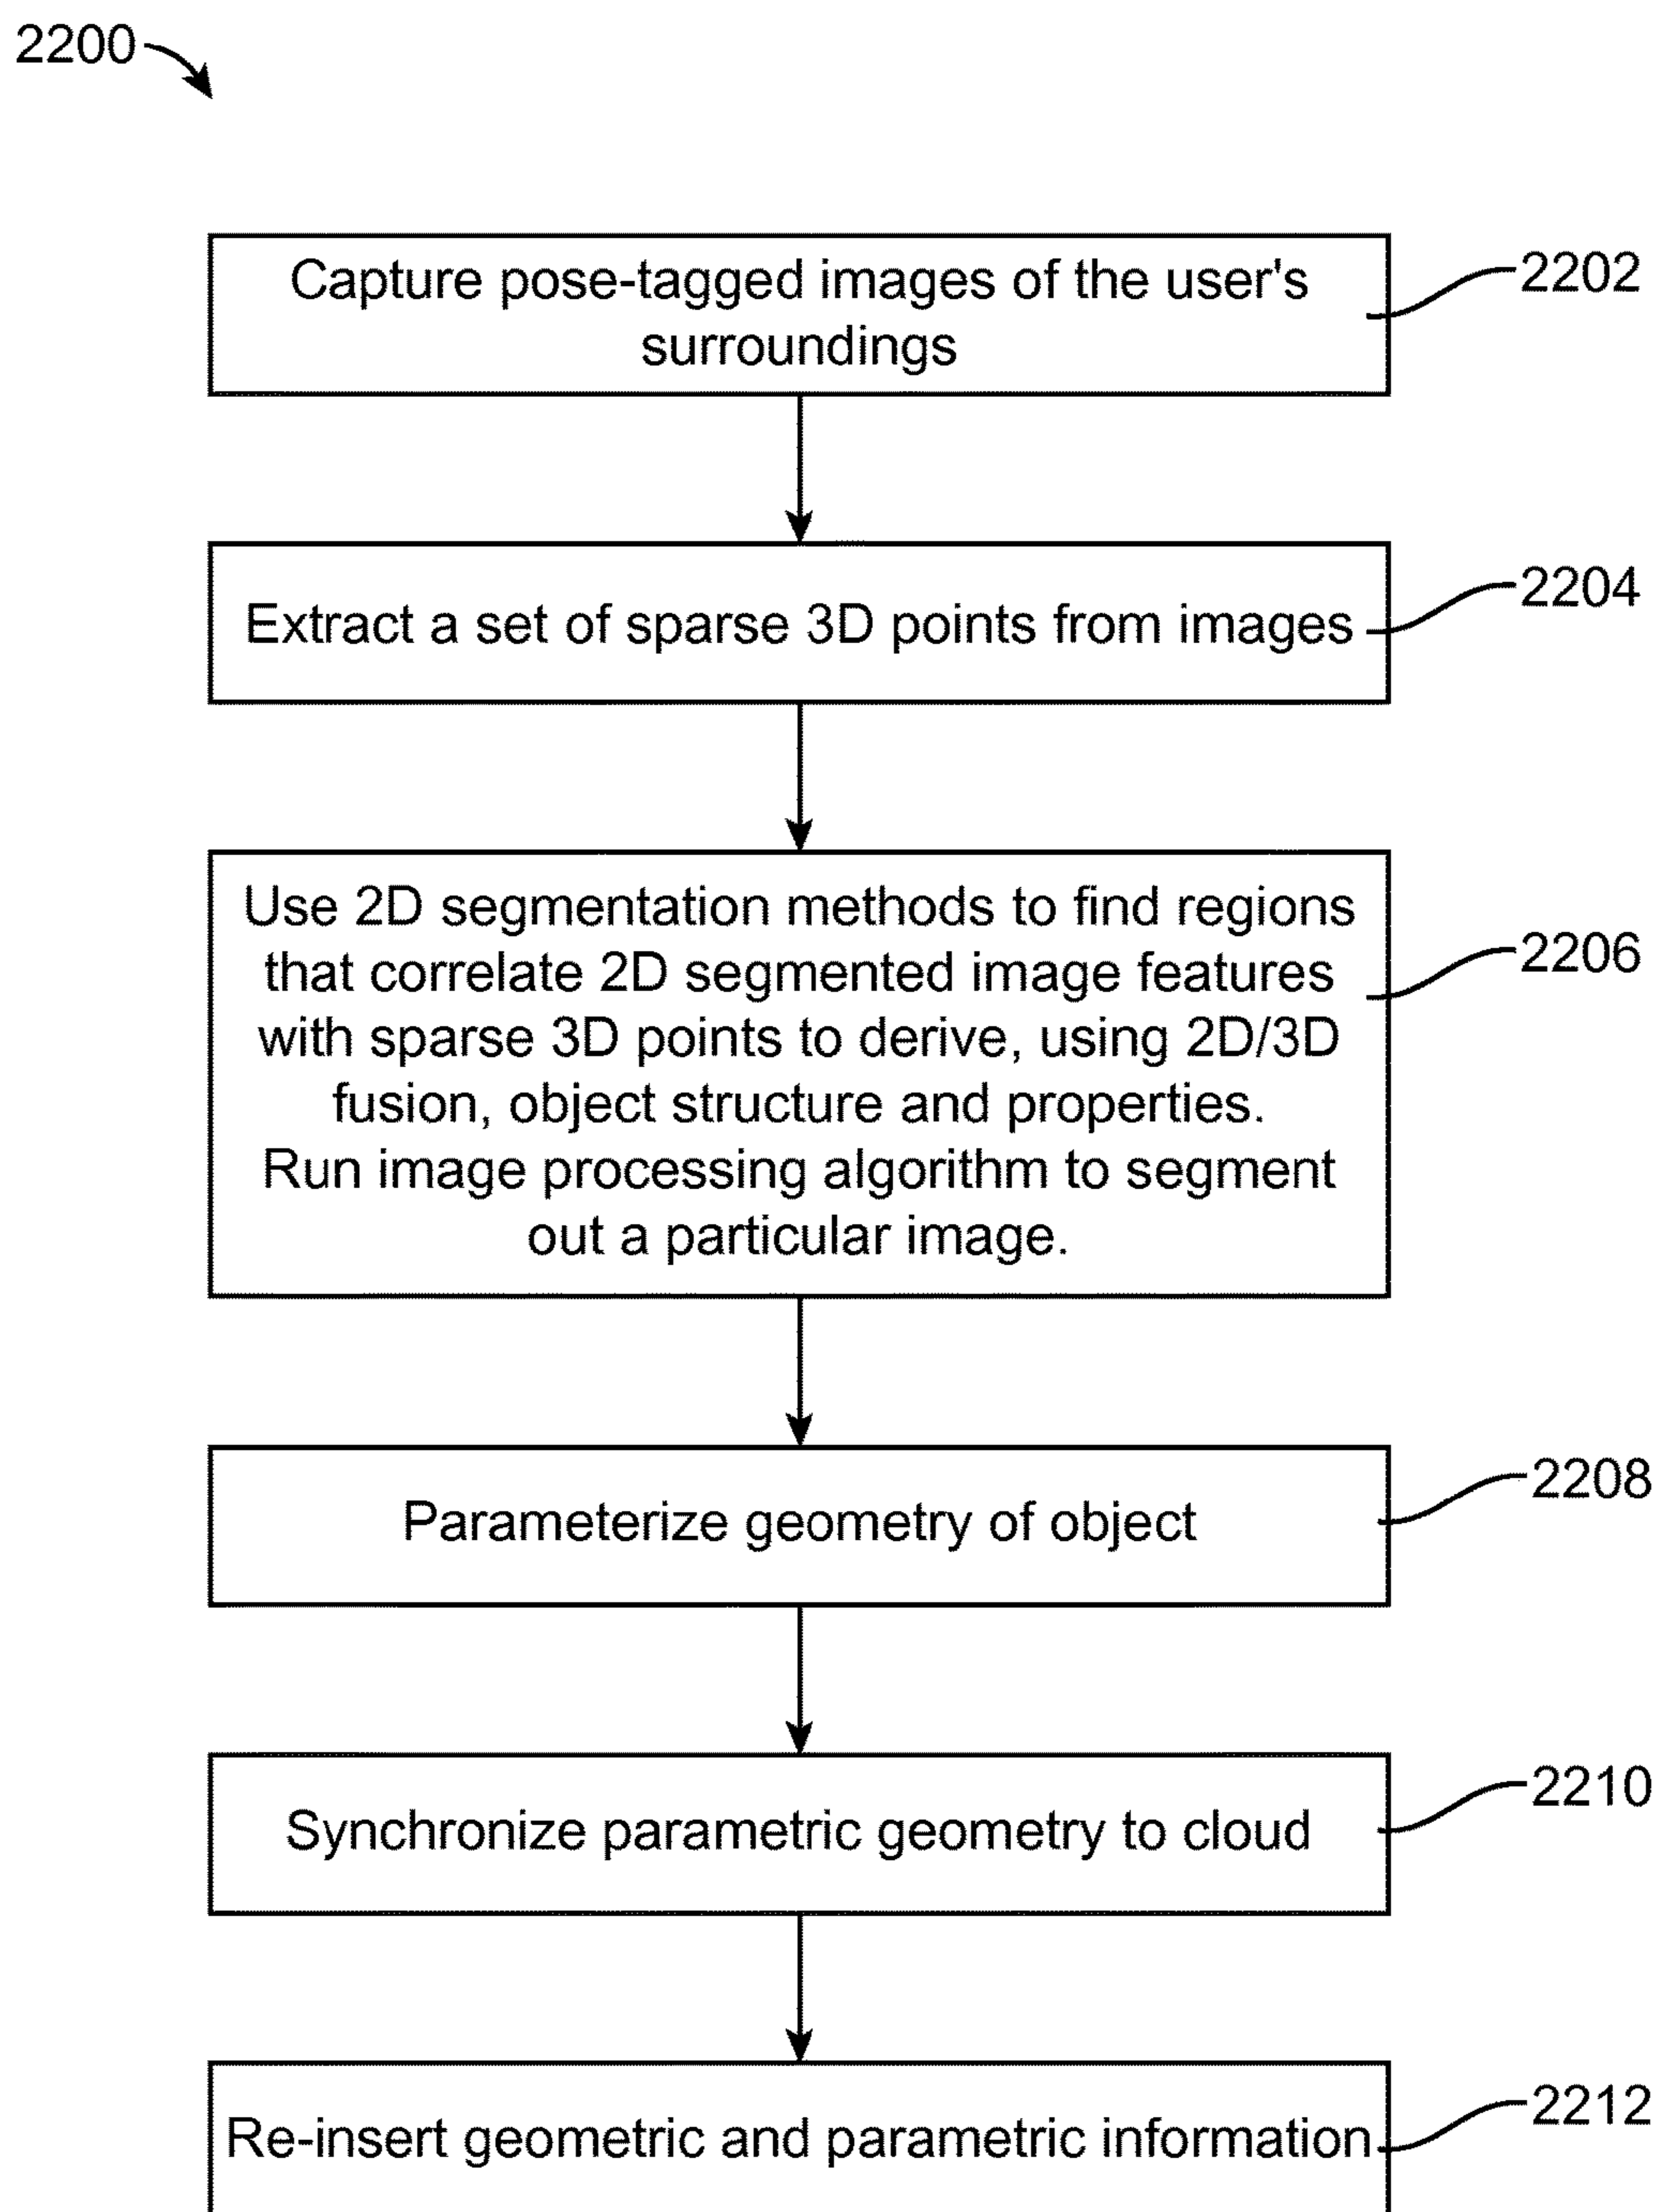 2200
Capture pose-tagged images of the user's
surroundings
2202
Extract a set of sparse 3D points from images
2204
Use 2D segmentation methods to find regions
that correlate 2D segmented image features
with sparse 3D points to derive, using 2D/3D
fusion, object structure and properties.
Run image processing algorithm to segment
out a particular image.
2206
Parameterize geometry of object
2208
Synchronize parametric geometry to cloud
2210
Re-insert geometric and parametric information
2212